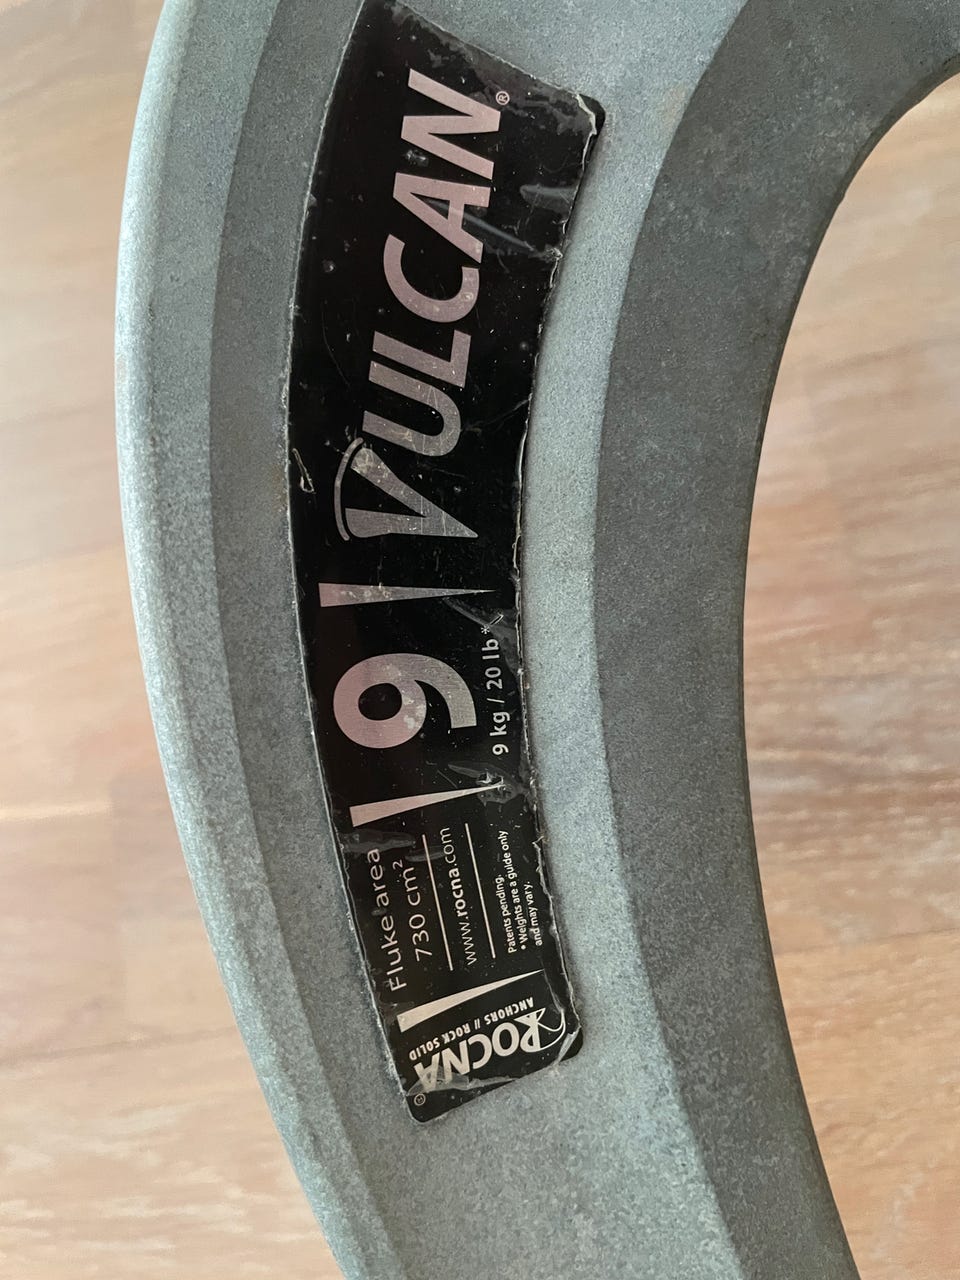 VULCAN®
9
9 kg / 20 lb*
Fluke area
730 cm²
www.rocna.com
Patents pending.
* Weights are a guide only
and may vary.
ROCNA®
ANCHORS // ROCK SOLID